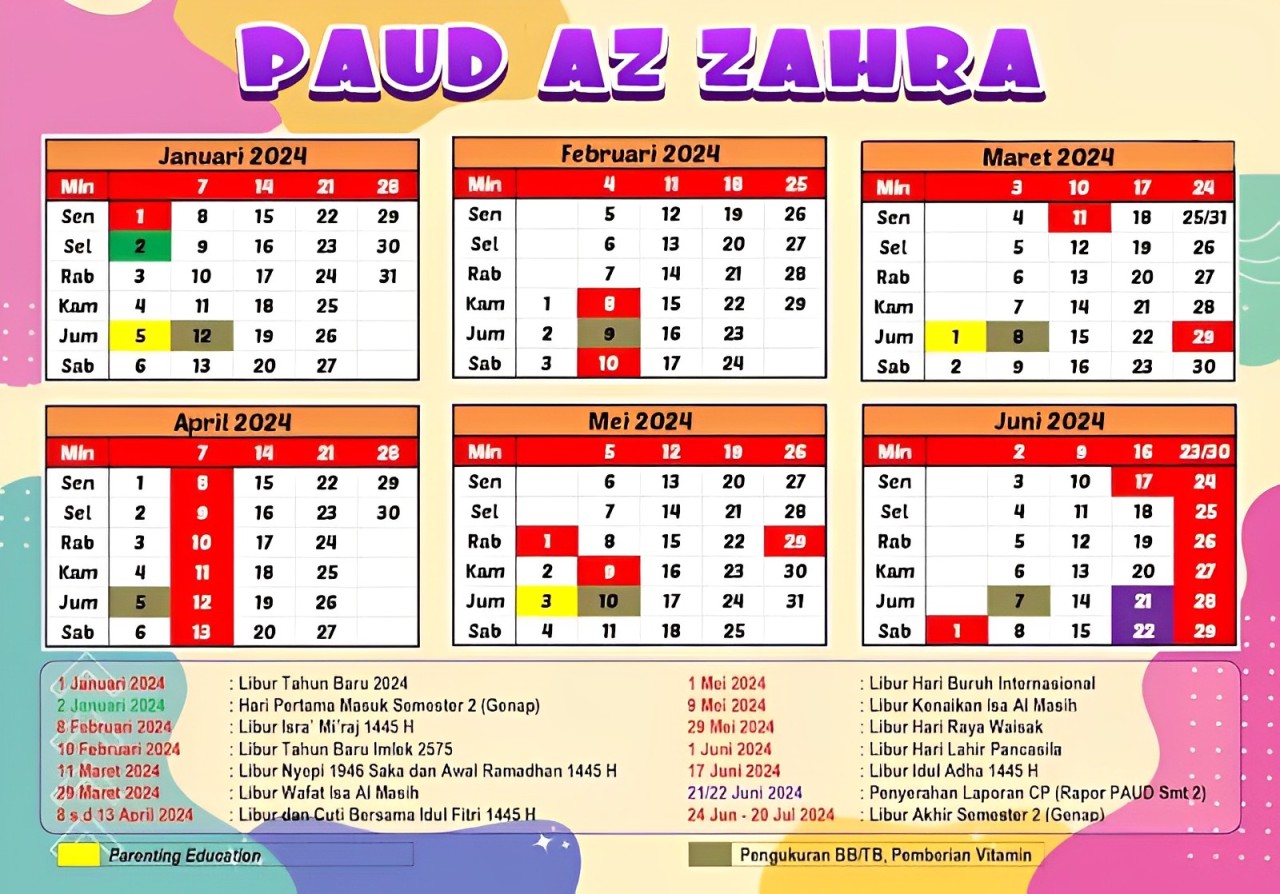 PAUD AZ ZAHRA
Januari 2024
Min 7 14 21 28
Sen 1 8 15 22 29
Sel 2 9 16 23 30
Rab 3 10 17 24 31
Kam 4 11 18 25
Jum 5 12 19 26
Sab 6 13 20 27
Februari 2024
Min 4 11 18 25
Sen 5 12 19 26
Sel 6 13 20 27
Rab 7 14 21 28
Kam 1 8 15 22 29
Jum 2 9 16 23
Sab 3 10 17 24
Maret 2024
Min 3 10 17 24
Sen 4 11 18 25/31
Sel 5 12 19 26
Rab 6 13 20 27
Kam 7 14 21 28
Jum 1 8 15 22 29
Sab 2 9 16 23 30
April 2024
Min 7 14 21 28
Sen 1 8 15 22 29
Sel 2 9 16 23 30
Rab 3 10 17 24
Kam 4 11 18 25
Jum 5 12 19 26
Sab 6 13 20 27
Mei 2024
Min 5 12 19 26
Sen 6 13 20 27
Sel 7 14 21 28
Rab 1 8 15 22 29
Kam 2 9 16 23 30
Jum 3 10 17 24 31
Sab 4 11 18 25
Juni 2024
Min 2 9 16 23/30
Sen 3 10 17 24
Sel 4 11 18 25
Rab 5 12 19 26
Kam 6 13 20 27
Jum 7 14 21 28
Sab 1 8 15 22 29
1 Januari 2024 : Libur Tahun Baru 2024
2 Januari 2024 : Hari Pertama Masuk Semester 2 (Genap)
8 Februari 2024 : Libur Isra' Mi'raj 1445 H
10 Februari 2024 : Libur Tahun Baru Imlek 2575
11 Maret 2024 : Libur Nyepi 1946 Saka dan Awal Ramadhan 1445 H
29 Maret 2024 : Libur Wafat Isa Al Masih
8 s.d 13 April 2024 : Libur dan Cuti Bersama Idul Fitri 1445 H
1 Mei 2024 : Libur Hari Buruh Internasional
9 Mei 2024 : Libur Kenaikan Isa Al Masih
29 Mei 2024 : Libur Hari Raya Waisak
1 Juni 2024 : Libur Hari Lahir Pancasila
17 Juni 2024 : Libur Idul Adha 1445 H
21/22 Juni 2024 : Penyerahan Laporan CP (Rapor PAUD Smt 2)
24 Jun - 20 Jul 2024 : Libur Akhir Semester 2 (Genap)
Parenting Education
Pengukuran BB/TB, Pemberian Vitamin